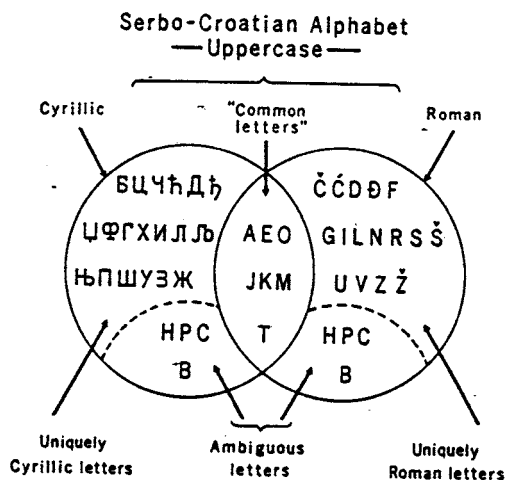 Serbo-Croatian Alphabet
Uppercase
Cyrillic
"Common letters"
Roman
БЦЧЋДЂ
ЏФГХИЛЉ
ЊПШУЗЖ
HPC
B
AEO
JKM
T
ČĆDĐF
GILNRSŠ
UVZŽ
HPC
B
Uniquely
Cyrillic letters
Ambiguous
letters
Uniquely
Roman letters